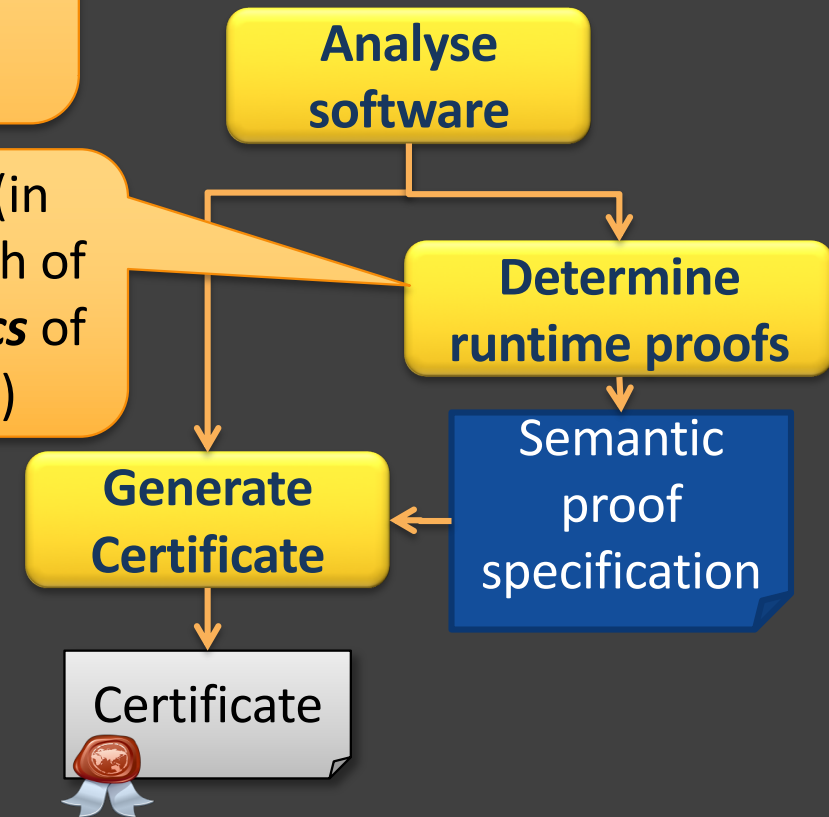 Analyse
software
(in
h of
cs of
)
Determine
runtime proofs
Semantic
proof
specification
Generate
Certificate
Certificate